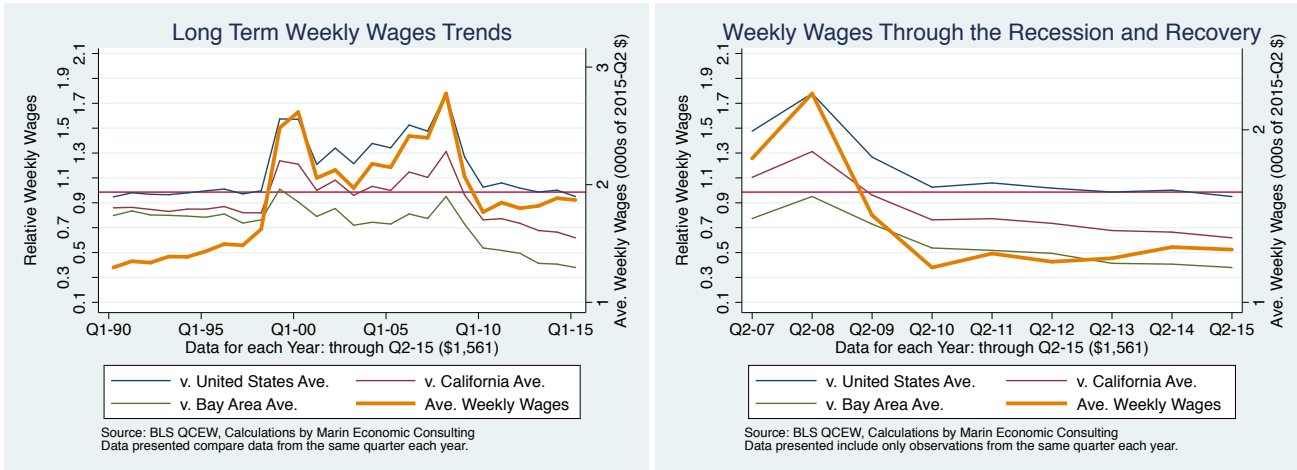 Long Term Weekly Wages Trends
Relative Weekly Wages
2.1
1.9
1.7
1.5
1.3
1.1
0.9
0.7
0.5
0.3
0.1
3
2
1
Ave. Weekly Wages (000s of 2015-Q2 $)
Q1-90 Q1-95 Q1-00 Q1-05 Q1-10 Q1-15
Data for each Year: through Q2-15 ($1,561)
v. United States Ave. v. California Ave.
v. Bay Area Ave. Ave. Weekly Wages
Source: BLS QCEW, Calculations by Marin Economic Consulting
Data presented compare data from the same quarter each year.
Weekly Wages Through the Recession and Recovery
Relative Weekly Wages
2.1
1.9
1.7
1.5
1.3
1.1
0.9
0.7
0.5
0.3
0.1
2
1
Ave. Weekly Wages (000s of 2015-Q2 $)
Q2-07 Q2-08 Q2-09 Q2-10 Q2-11 Q2-12 Q2-13 Q2-14 Q2-15
Data for each Year: through Q2-15 ($1,561)
v. United States Ave. v. California Ave.
v. Bay Area Ave. Ave. Weekly Wages
Source: BLS QCEW, Calculations by Marin Economic Consulting
Data presented include only observations from the same quarter each year.